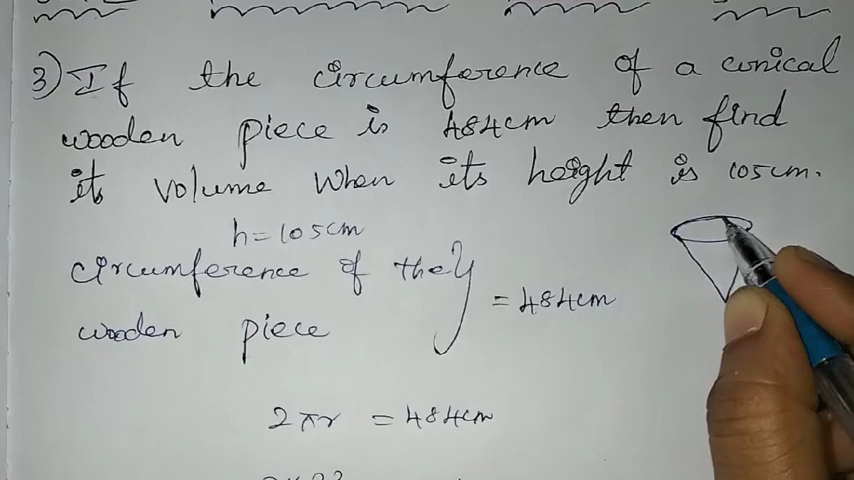 3) If the circumference of a conical
wooden piece is 484cm then find
its volume when its height is 105cm.
h=105cm
circumference of the
wooden piece } = 484cm
2πr = 484cm